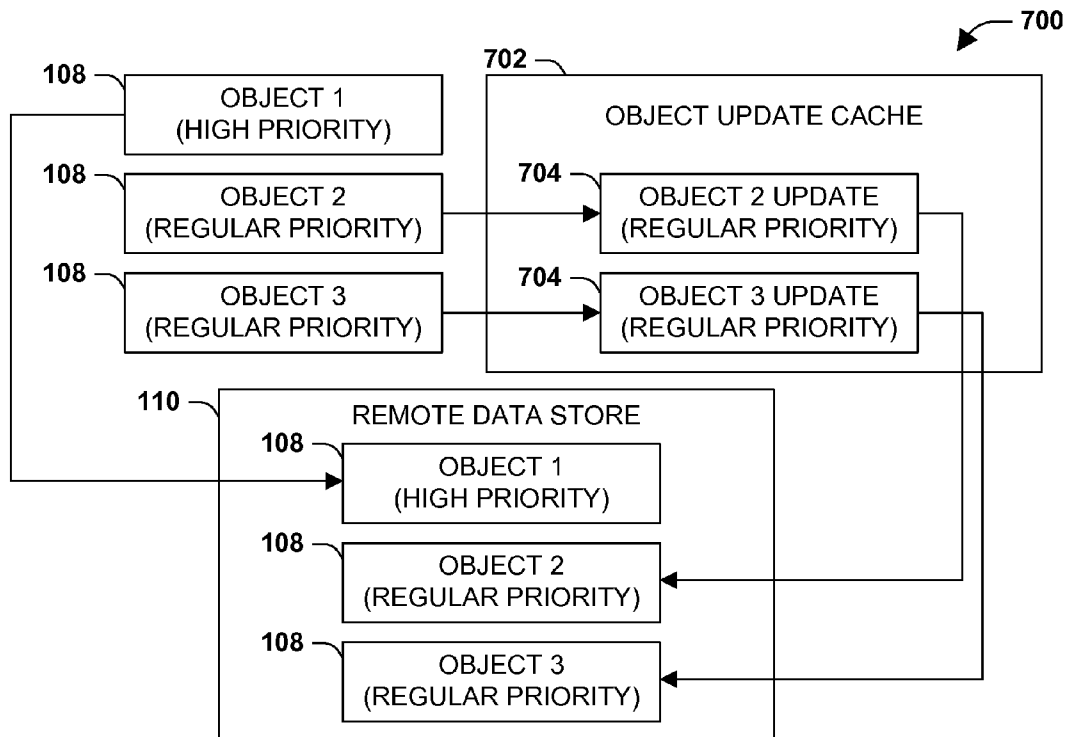 700
108
OBJECT 1
(HIGH PRIORITY)
108
OBJECT 2
(REGULAR PRIORITY)
108
OBJECT 3
(REGULAR PRIORITY)
702
OBJECT UPDATE CACHE
704
OBJECT 2 UPDATE
(REGULAR PRIORITY)
704
OBJECT 3 UPDATE
(REGULAR PRIORITY)
110
REMOTE DATA STORE
108
OBJECT 1
(HIGH PRIORITY)
108
OBJECT 2
(REGULAR PRIORITY)
108
OBJECT 3
(REGULAR PRIORITY)